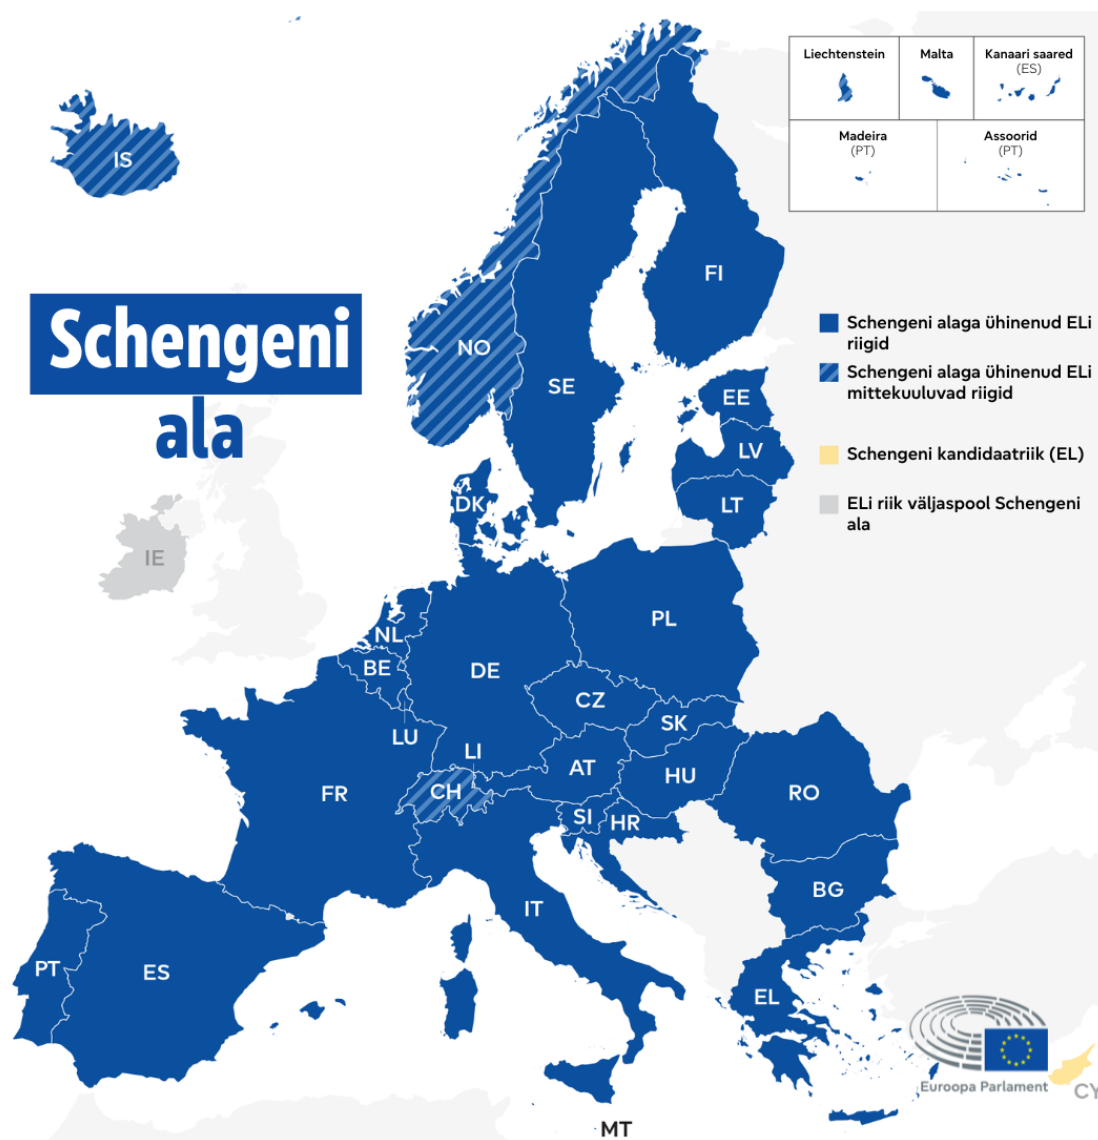 Liechtenstein
Malta
Kanaari saared
(ES)
Madeira
(PT)
Assoorid
(PT)
IS
FI
Schengeni
ala
NO
SE
Schengeni alaga ühinenud ELi
riigid
Schengeni alaga ühinenud ELi
mittekuuluvad riigid
Schengeni kandidaatriik (EL)
ELi riik väljaspool Schengeni
ala
EE
LV
LT
DK
IE
PL
NL
BE
DE
CZ
SK
LU
LI
AT
HU
CH
FR
RO
SI
HR
BG
IT
PT
ES
EL
Euroopa Parlament
CY
MT